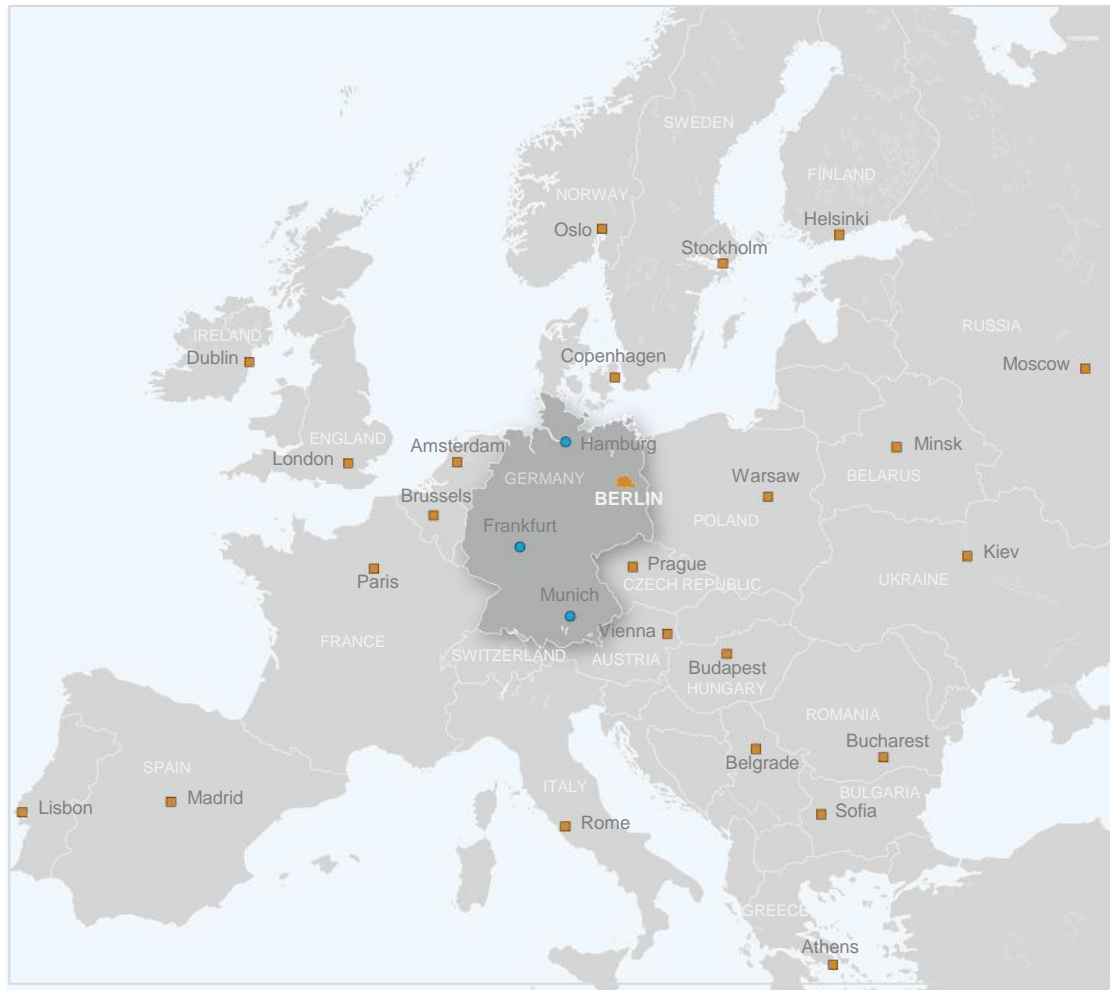 SWEDEN
FINLAND
NORWAY
Helsinki
Oslo
Stockholm
RUSSIA
IRELAND
Dublin
Copenhagen
Moscow
ENGLAND
Hamburg
Amsterdam
Minsk
London
GERMANY
Warsaw
BELARUS
Brussels
BERLIN
POLAND
Frankfurt
Kiev
Prague
Paris
CZECH REPUBLIC
UKRAINE
Munich
Vienna
FRANCE
SWITZERLAND
AUSTRIA
Budapest
HUNGARY
ROMANIA
Bucharest
Belgrade
SPAIN
ITALY
BULGARIA
Madrid
Lisbon
Sofia
Rome
GREECE
Athens